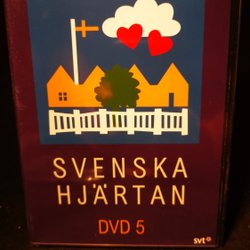 SVENSKA
HJÄRTAN
DVD 5
svt